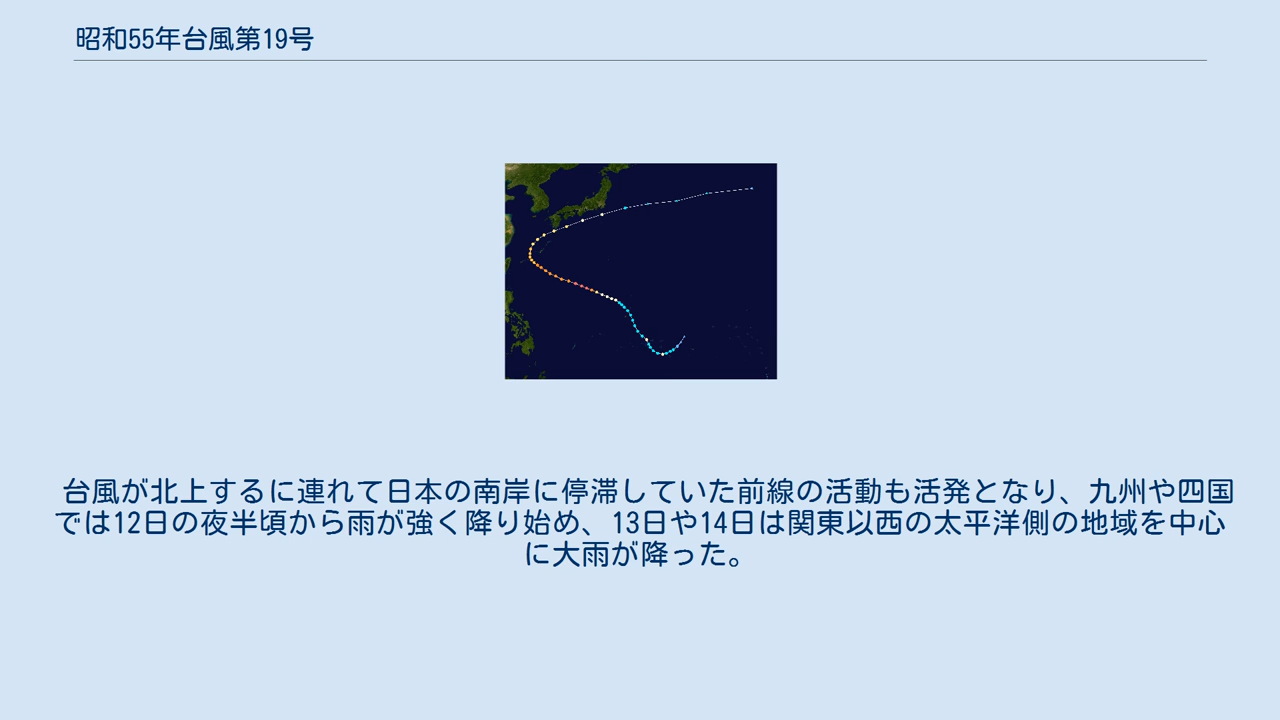 昭和55年台風第19号
台風が北上するに連れて日本の南岸に停滞していた前線の活動も活発となり、九州や四国
では12日の夜半頃から雨が強く降り始め、13日や14日は関東以西の太平洋側の地域を中心
に大雨が降った。